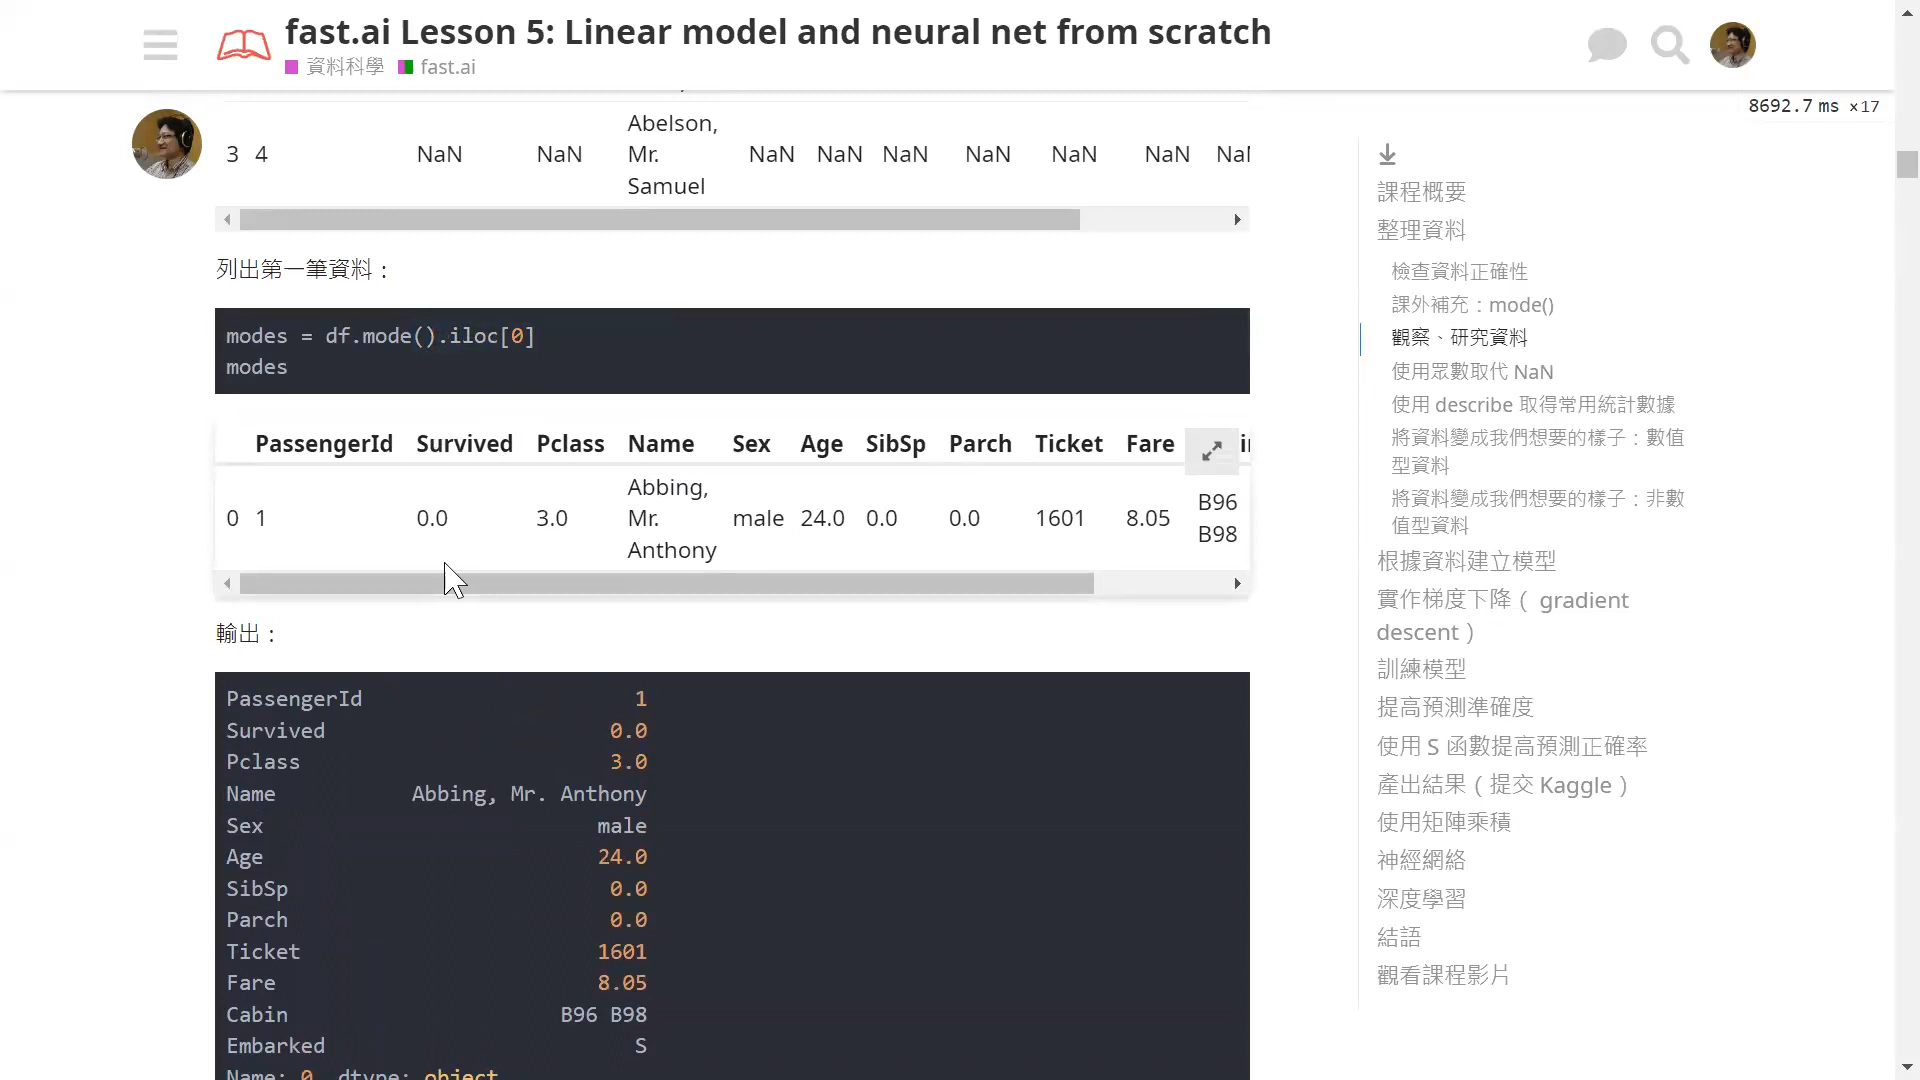 fast.ai Lesson 5: Linear model and neural net from scratch
資料科學 fast.ai
8692.7 ms ×17
3 4 NaN NaN Abelson, Mr. Samuel NaN NaN NaN NaN NaN NaN
列出第一筆資料：
modes = df.mode().iloc[0]
modes
PassengerId Survived Pclass Name Sex Age SibSp Parch Ticket Fare
0 1 0.0 3.0 Abbing, Mr. Anthony male 24.0 0.0 0.0 1601 8.05 B96 B98
輸出：
PassengerId 1
Survived 0.0
Pclass 3.0
Name Abbing, Mr. Anthony
Sex male
Age 24.0
SibSp 0.0
Parch 0.0
Ticket 1601
Fare 8.05
Cabin B96 B98
Embarked S
Name: 0, dtype: object
課程概要
整理資料
檢查資料正確性
課外補充：mode()
觀察、研究資料
使用眾數取代 NaN
使用 describe 取得常用統計數據
將資料變成我們想要的樣子：數值
型資料
將資料變成我們想要的樣子：非數
值型資料
根據資料建立模型
實作梯度下降（ gradient
descent ）
訓練模型
提高預測準確度
使用 S 函數提高預測正確率
產出結果（提交 Kaggle ）
使用矩陣乘積
神經網絡
深度學習
結語
觀看課程影片